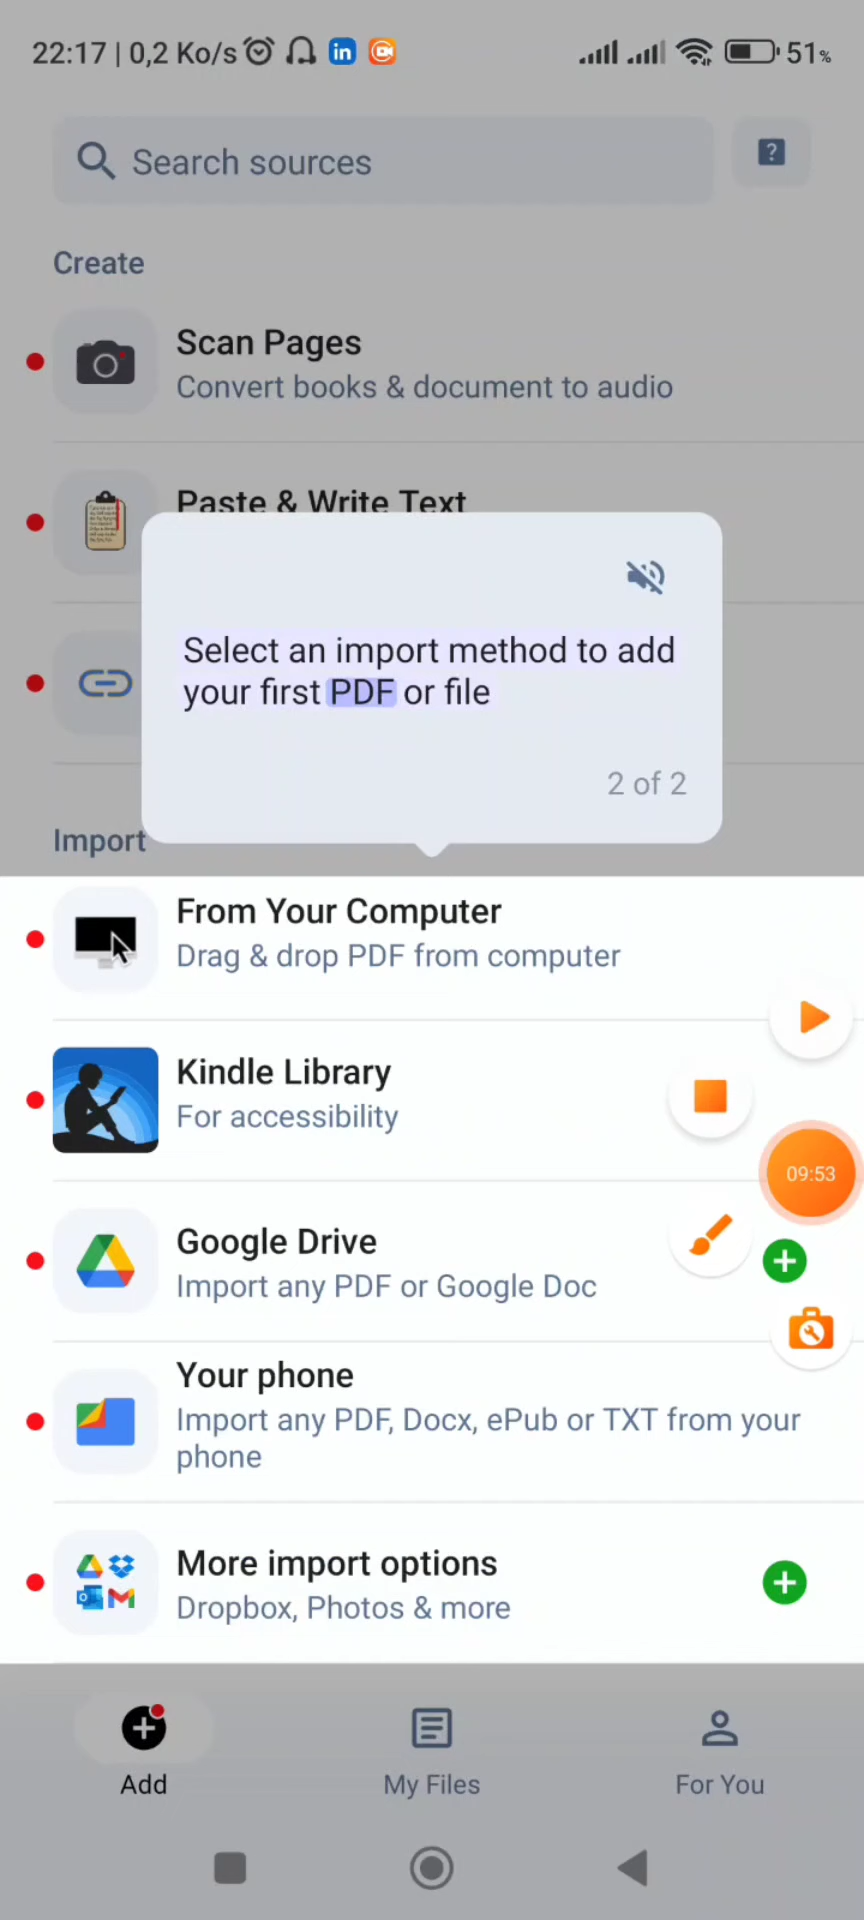 22:17 | 0,2 Ko/s
51%
Search sources
Create
Scan Pages
Convert books & document to audio
Paste & Write Text
Select an import method to add
your first PDF or file
2 of 2
Import
From Your Computer
Drag & drop PDF from computer
Kindle Library
For accessibility
09:53
Google Drive
Import any PDF or Google Doc
Your phone
Import any PDF, Docx, ePub or TXT from your
phone
More import options
Dropbox, Photos & more
Add
My Files
For You